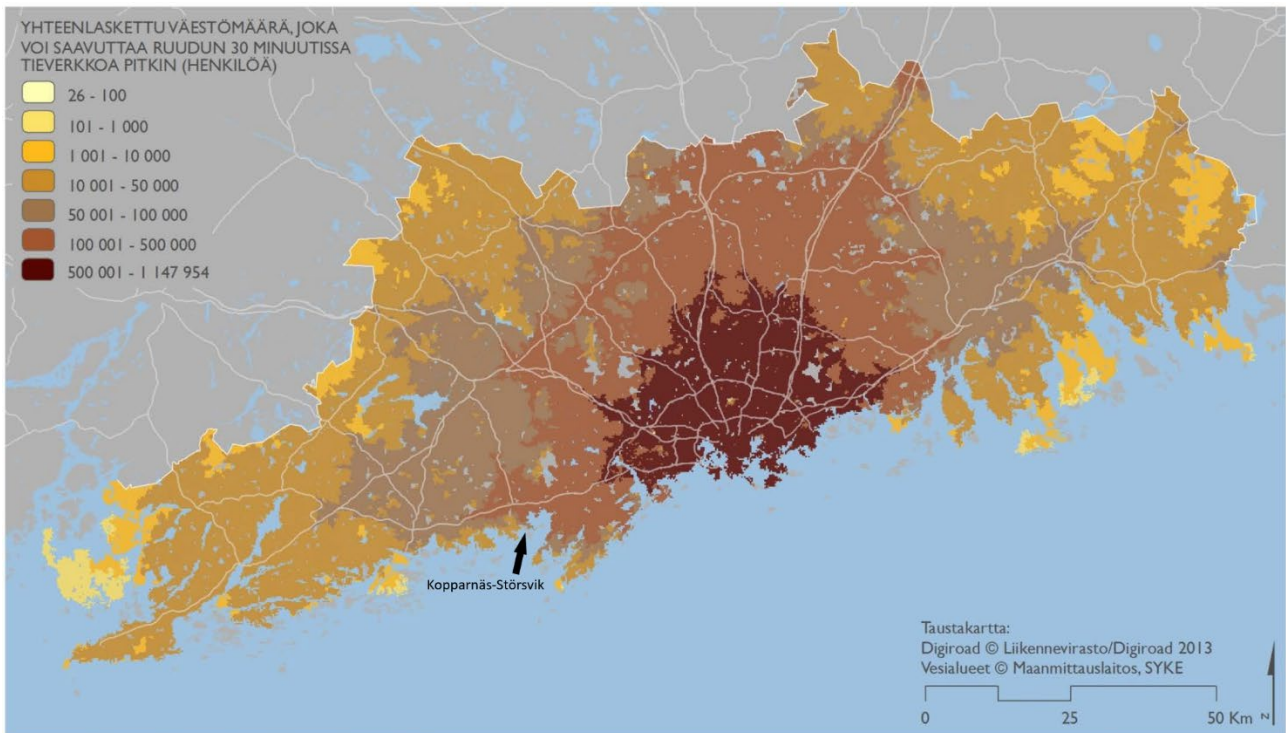 YHTEENLASKETTU VÄESTÖMÄÄRÄ, JOKA
VOI SAAVUTTAA RUUDUN 30 MINUUTISSA
TIEVERKKOA PITKIN (HENKILÖÄ)
26 - 100
101 - 1 000
1 001 - 10 000
10 001 - 50 000
50 001 - 100 000
100 001 - 500 000
500 001 - 1 147 954
Kopparnäs-Störsvik
Taustakartta:
Digiroad © Liikennevirasto/Digiroad 2013
Vesialueet © Maanmittauslaitos, SYKE
0 25 50 Km
N